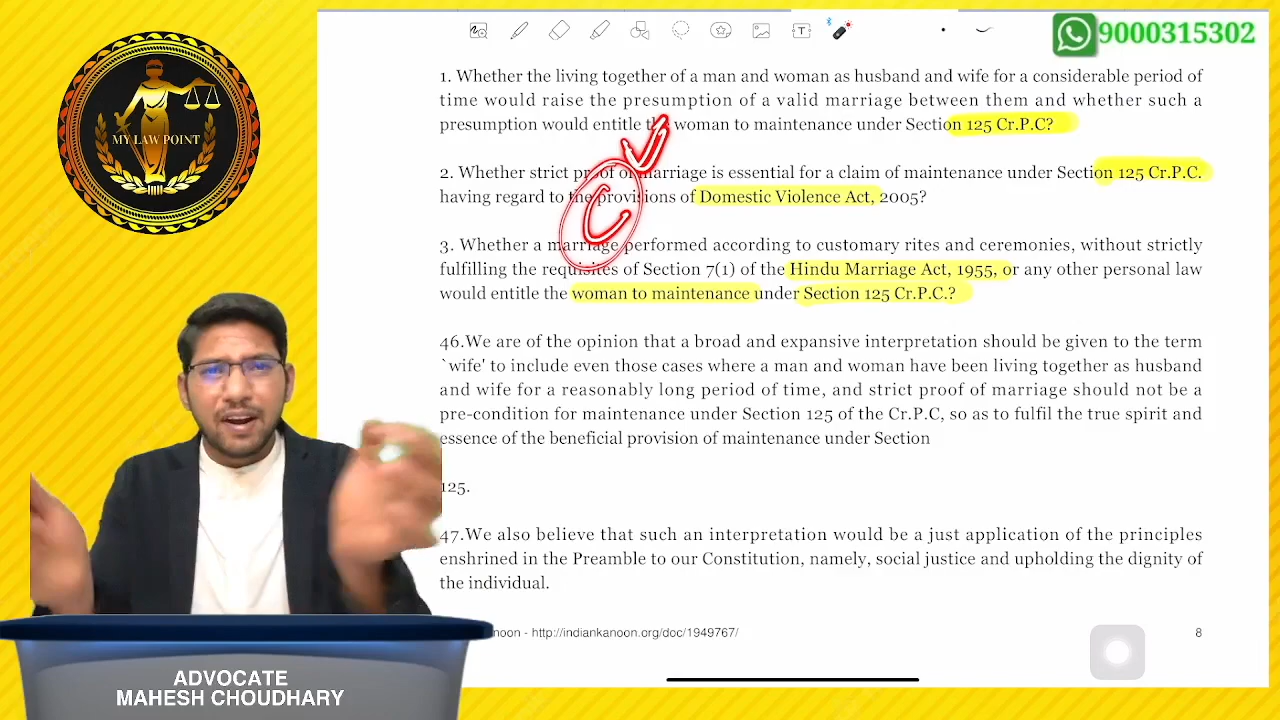 9000315302
MY LAW POINT
1. Whether the living together of a man and woman as husband and wife for a considerable period of
time would raise the presumption of a valid marriage between them and whether such a
presumption would entitle the woman to maintenance under Section 125 Cr.P.C?
2. Whether strict proof of marriage is essential for a claim of maintenance under Section 125 Cr.P.C.
having regard to the provisions of Domestic Violence Act, 2005?
3. Whether a marriage performed according to customary rites and ceremonies, without strictly
fulfilling the requisites of Section 7(1) of the Hindu Marriage Act, 1955, or any other personal law
would entitle the woman to maintenance under Section 125 Cr.P.C.?
46.We are of the opinion that a broad and expansive interpretation should be given to the term
`wife' to include even those cases where a man and woman have been living together as husband
and wife for a reasonably long period of time, and strict proof of marriage should not be a
pre-condition for maintenance under Section 125 of the Cr.P.C, so as to fulfil the true spirit and
essence of the beneficial provision of maintenance under Section
125.
47.We also believe that such an interpretation would be a just application of the principles
enshrined in the Preamble to our Constitution, namely, social justice and upholding the dignity of
the individual.
noon - http://indiankanoon.org/doc/1949767/ 8
ADVOCATE
MAHESH CHOUDHARY